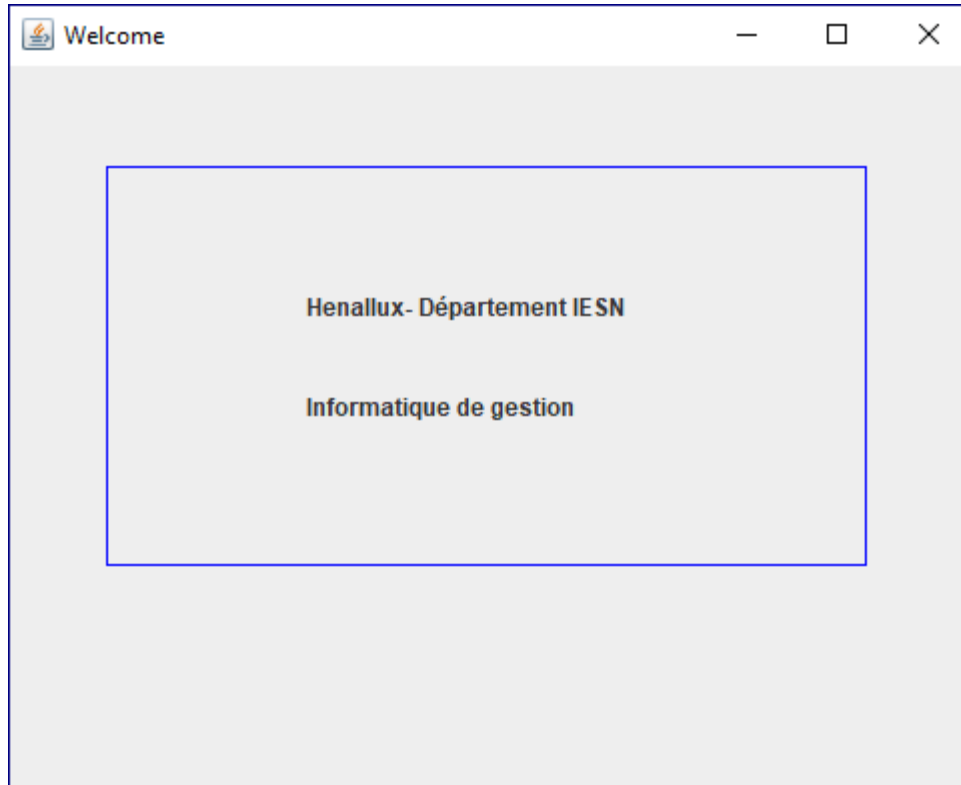 Welcome
Henallux- Département IESN
Informatique de gestion